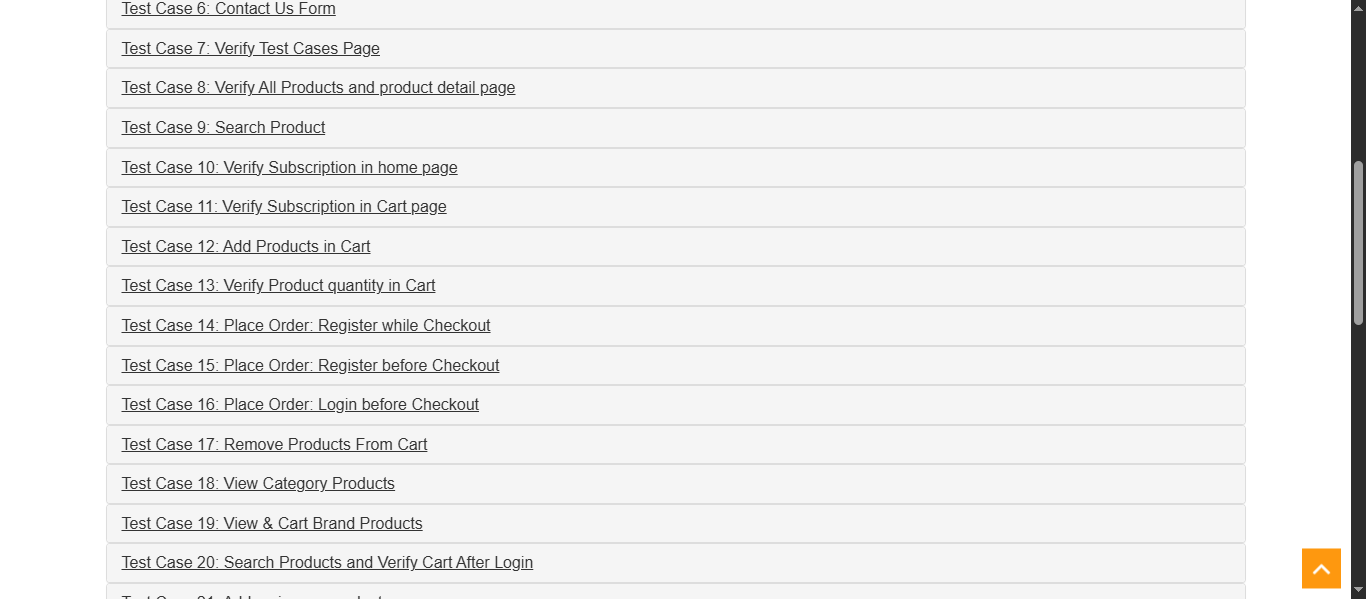 Test Case 6: Contact Us Form
Test Case 7: Verify Test Cases Page
Test Case 8: Verify All Products and product detail page
Test Case 9: Search Product
Test Case 10: Verify Subscription in home page
Test Case 11: Verify Subscription in Cart page
Test Case 12: Add Products in Cart
Test Case 13: Verify Product quantity in Cart
Test Case 14: Place Order: Register while Checkout
Test Case 15: Place Order: Register before Checkout
Test Case 16: Place Order: Login before Checkout
Test Case 17: Remove Products From Cart
Test Case 18: View Category Products
Test Case 19: View & Cart Brand Products
Test Case 20: Search Products and Verify Cart After Login